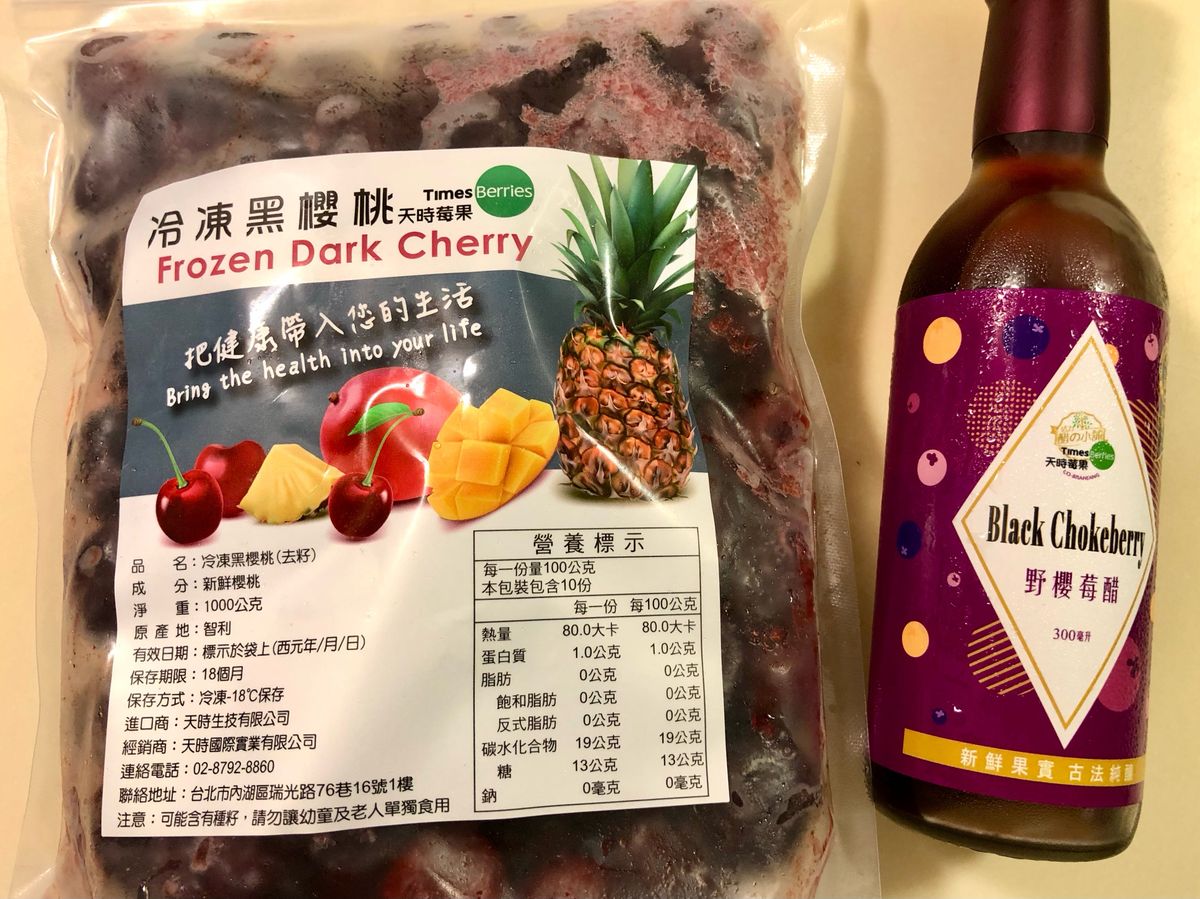 冷凍黑櫻桃
Times Berries
天時莓果
Frozen Dark Cherry
把健康帶入您的生活
Bring the health into your life
品 名：冷凍黑櫻桃(去籽)
成 分：新鮮櫻桃
淨 重：1000公克
原產地：智利
有效日期：標示於袋上(西元年/月/日)
保存期限：18個月
保存方式：冷凍-18℃保存
進口商：天時生技有限公司
經銷商：天時國際實業有限公司
連絡電話：02-8792-8860
聯絡地址：台北市內湖區瑞光路76巷16號1樓
注意：可能含有種籽，請勿讓幼童及老人單獨食用
營養標示
每一份量100公克
本包裝包含10份
每一份 每100公克
熱量 80.0大卡 80.0大卡
蛋白質 1.0公克 1.0公克
脂肪 0公克 0公克
飽和脂肪 0公克 0公克
反式脂肪 0公克 0公克
碳水化合物 19公克 19公克
糖 13公克 13公克
鈉 0毫克 0毫克
醋の小舖
Times Berries
天時莓果
Black Chokeberry
野櫻莓醋
300毫升
新鮮果實 古法純釀